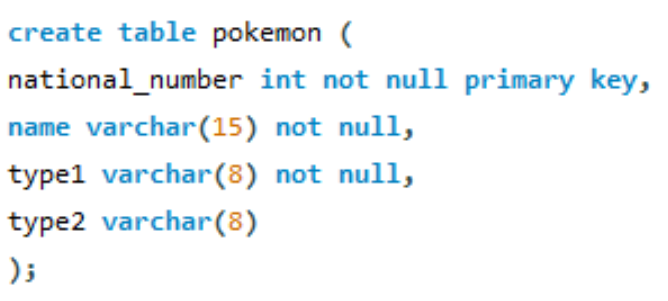 create table pokemon (
national_number int not null primary key,
name varchar(15) not null,
type1 varchar(8) not null,
type2 varchar(8)
);